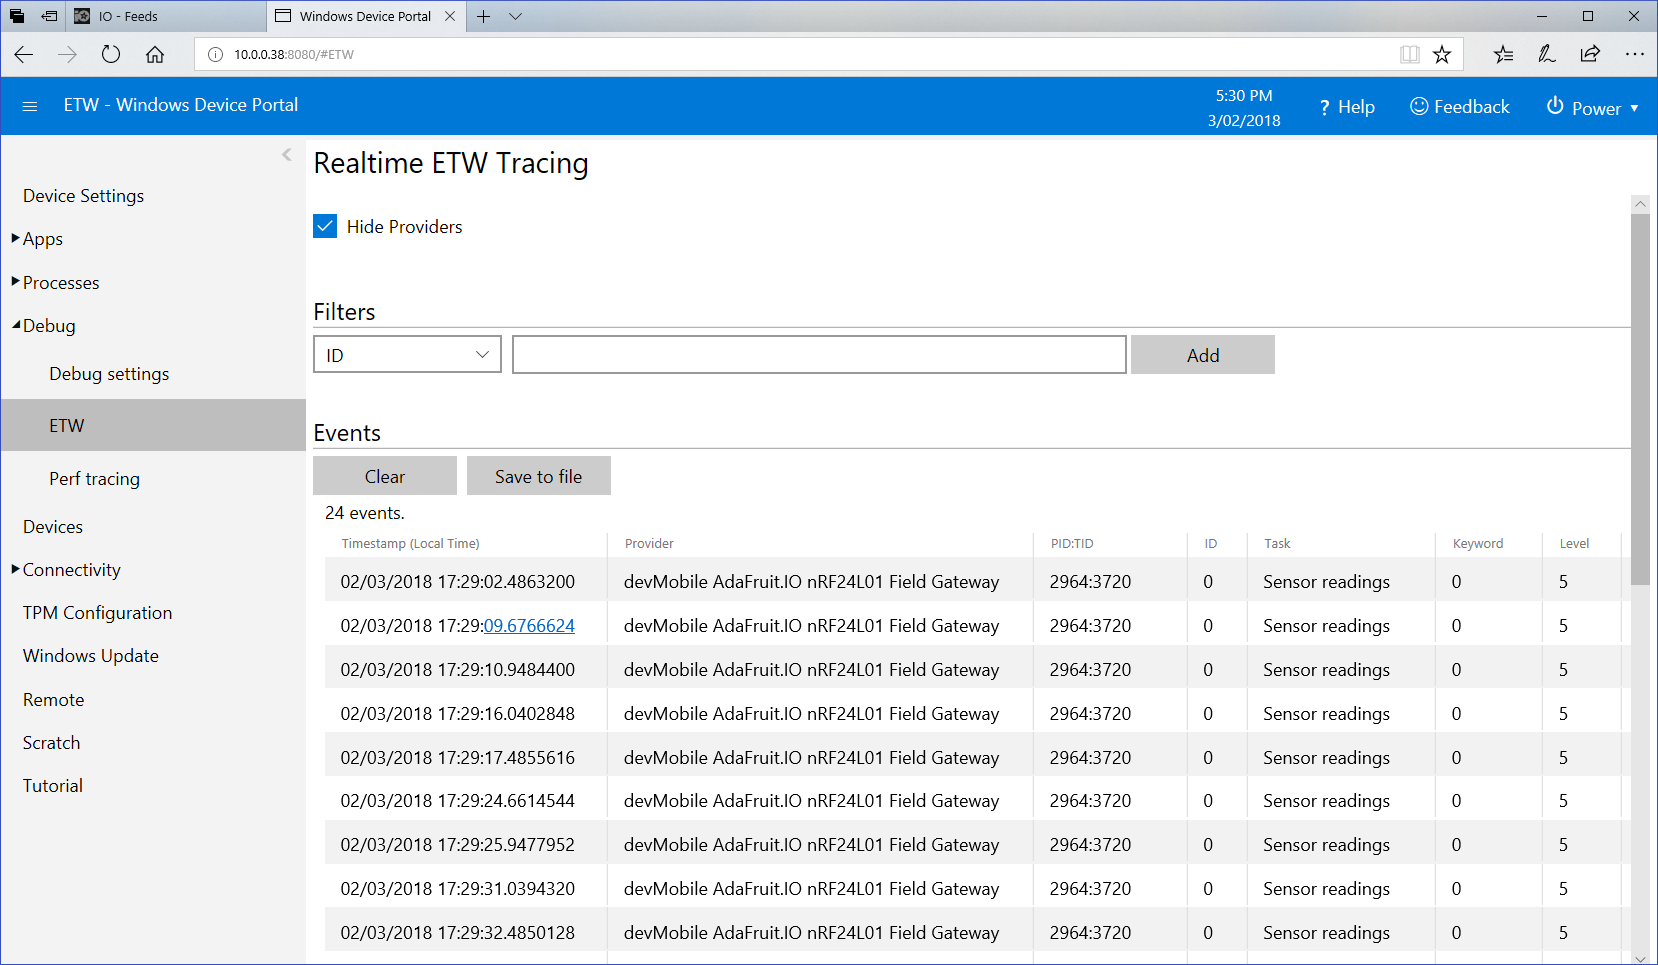 IO - Feeds
Windows Device Portal
10.0.0.38:8080/#ETW
ETW - Windows Device Portal
5:30 PM
3/02/2018
? Help
Feedback
Power
Device Settings
Apps
Processes
Debug
Debug settings
ETW
Perf tracing
Devices
Connectivity
TPM Configuration
Windows Update
Remote
Scratch
Tutorial
Realtime ETW Tracing
Hide Providers
Filters
ID
Add
Events
Clear
Save to file
24 events.
Timestamp (Local Time) Provider PID:TID ID Task Keyword Level
02/03/2018 17:29:02.4863200 devMobile AdaFruit.IO nRF24L01 Field Gateway 2964:3720 0 Sensor readings 0 5
02/03/2018 17:29:09.6766624 devMobile AdaFruit.IO nRF24L01 Field Gateway 2964:3720 0 Sensor readings 0 5
02/03/2018 17:29:10.9484400 devMobile AdaFruit.IO nRF24L01 Field Gateway 2964:3720 0 Sensor readings 0 5
02/03/2018 17:29:16.0402848 devMobile AdaFruit.IO nRF24L01 Field Gateway 2964:3720 0 Sensor readings 0 5
02/03/2018 17:29:17.4855616 devMobile AdaFruit.IO nRF24L01 Field Gateway 2964:3720 0 Sensor readings 0 5
02/03/2018 17:29:24.6614544 devMobile AdaFruit.IO nRF24L01 Field Gateway 2964:3720 0 Sensor readings 0 5
02/03/2018 17:29:25.9477952 devMobile AdaFruit.IO nRF24L01 Field Gateway 2964:3720 0 Sensor readings 0 5
02/03/2018 17:29:31.0394320 devMobile AdaFruit.IO nRF24L01 Field Gateway 2964:3720 0 Sensor readings 0 5
02/03/2018 17:29:32.4850128 devMobile AdaFruit.IO nRF24L01 Field Gateway 2964:3720 0 Sensor readings 0 5